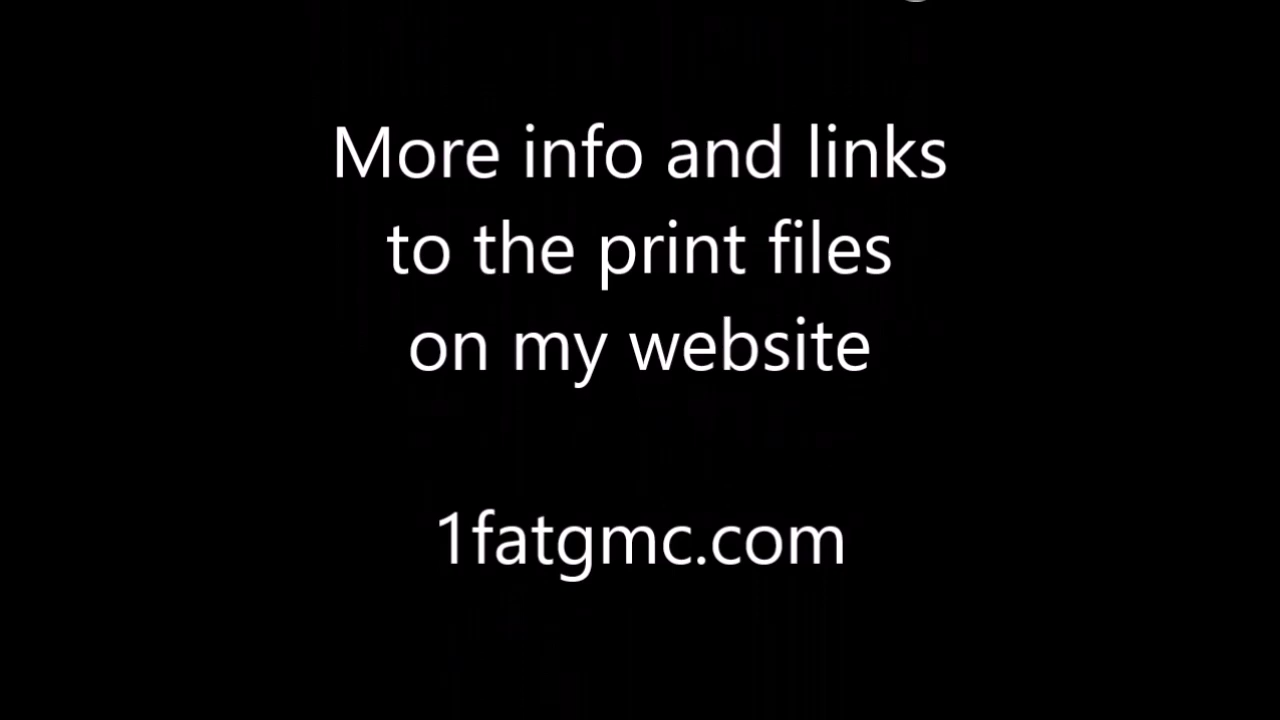 More info and links
to the print files
on my website
1fatgmc.com